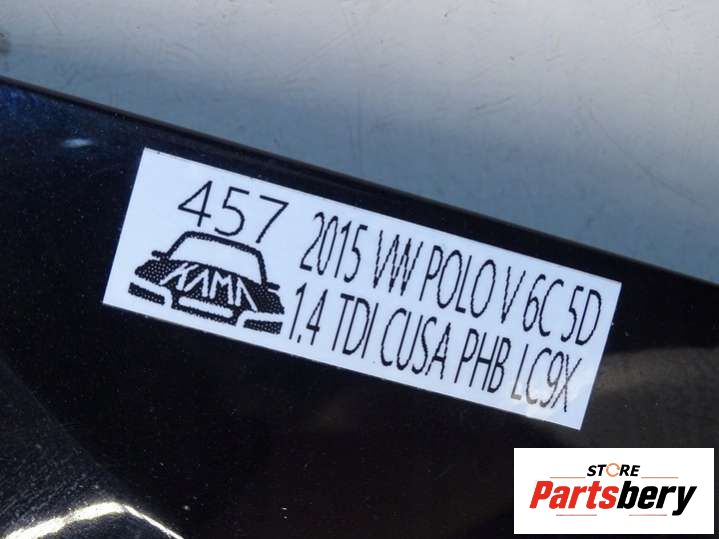 457
2015 VW POLO V 6C 5D
1.4 TDI CUSA PHB LC9X
KAMA
STORE
Partsbery